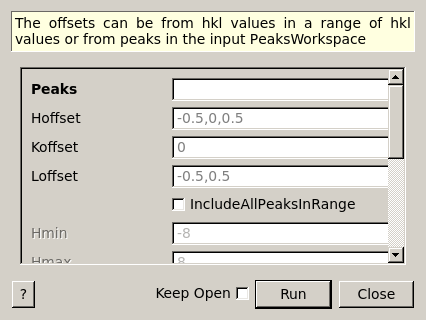 The offsets can be from hkl values in a range of hkl
values or from peaks in the input PeaksWorkspace
Peaks
Hoffset -0.5,0,0.5
Koffset 0
Loffset -0.5,0.5
IncludeAllPeaksInRange
Hmin -8
Hmax 8
? Keep Open Run Close